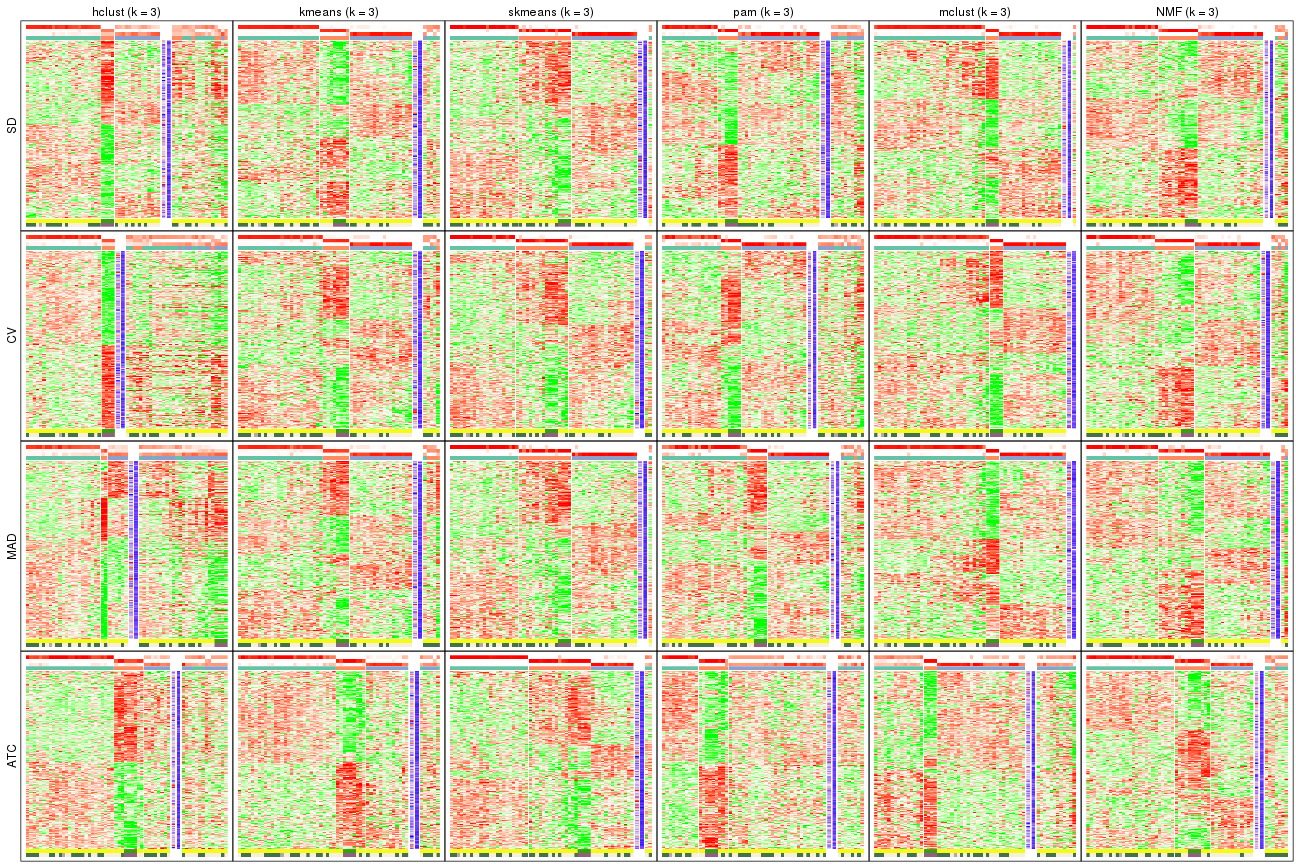 hclust (k = 3) kmeans (k = 3) skmeans (k = 3) pam (k = 3) mclust (k = 3) NMF (k = 3)
SD
CV
MAD
ATC